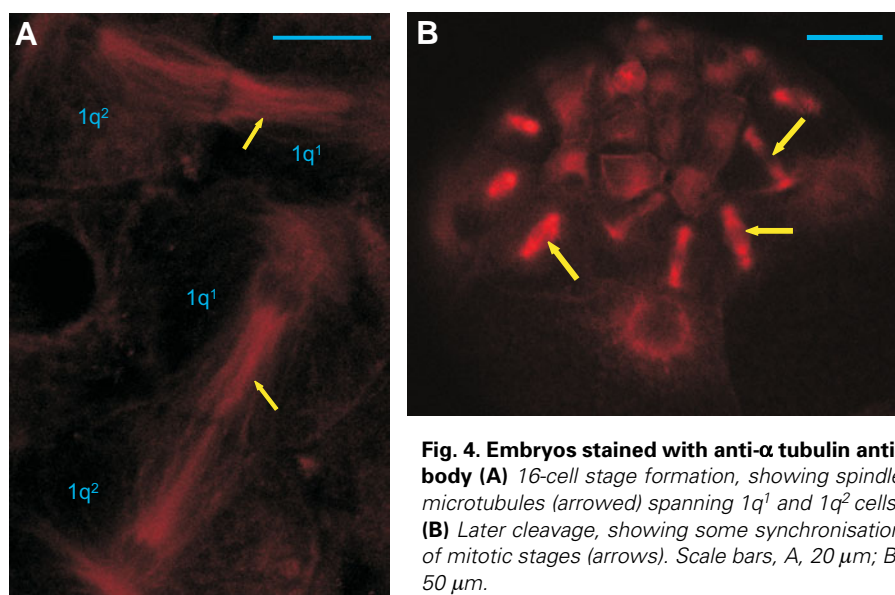 A
B
1q²
1q¹
1q¹
1q²
Fig. 4. Embryos stained with anti-α tubulin anti
body (A) 16-cell stage formation, showing spindle
microtubules (arrowed) spanning 1q¹ and 1q² cells
(B) Later cleavage, showing some synchronisation
of mitotic stages (arrows). Scale bars, A, 20 μm; B
50 μm.